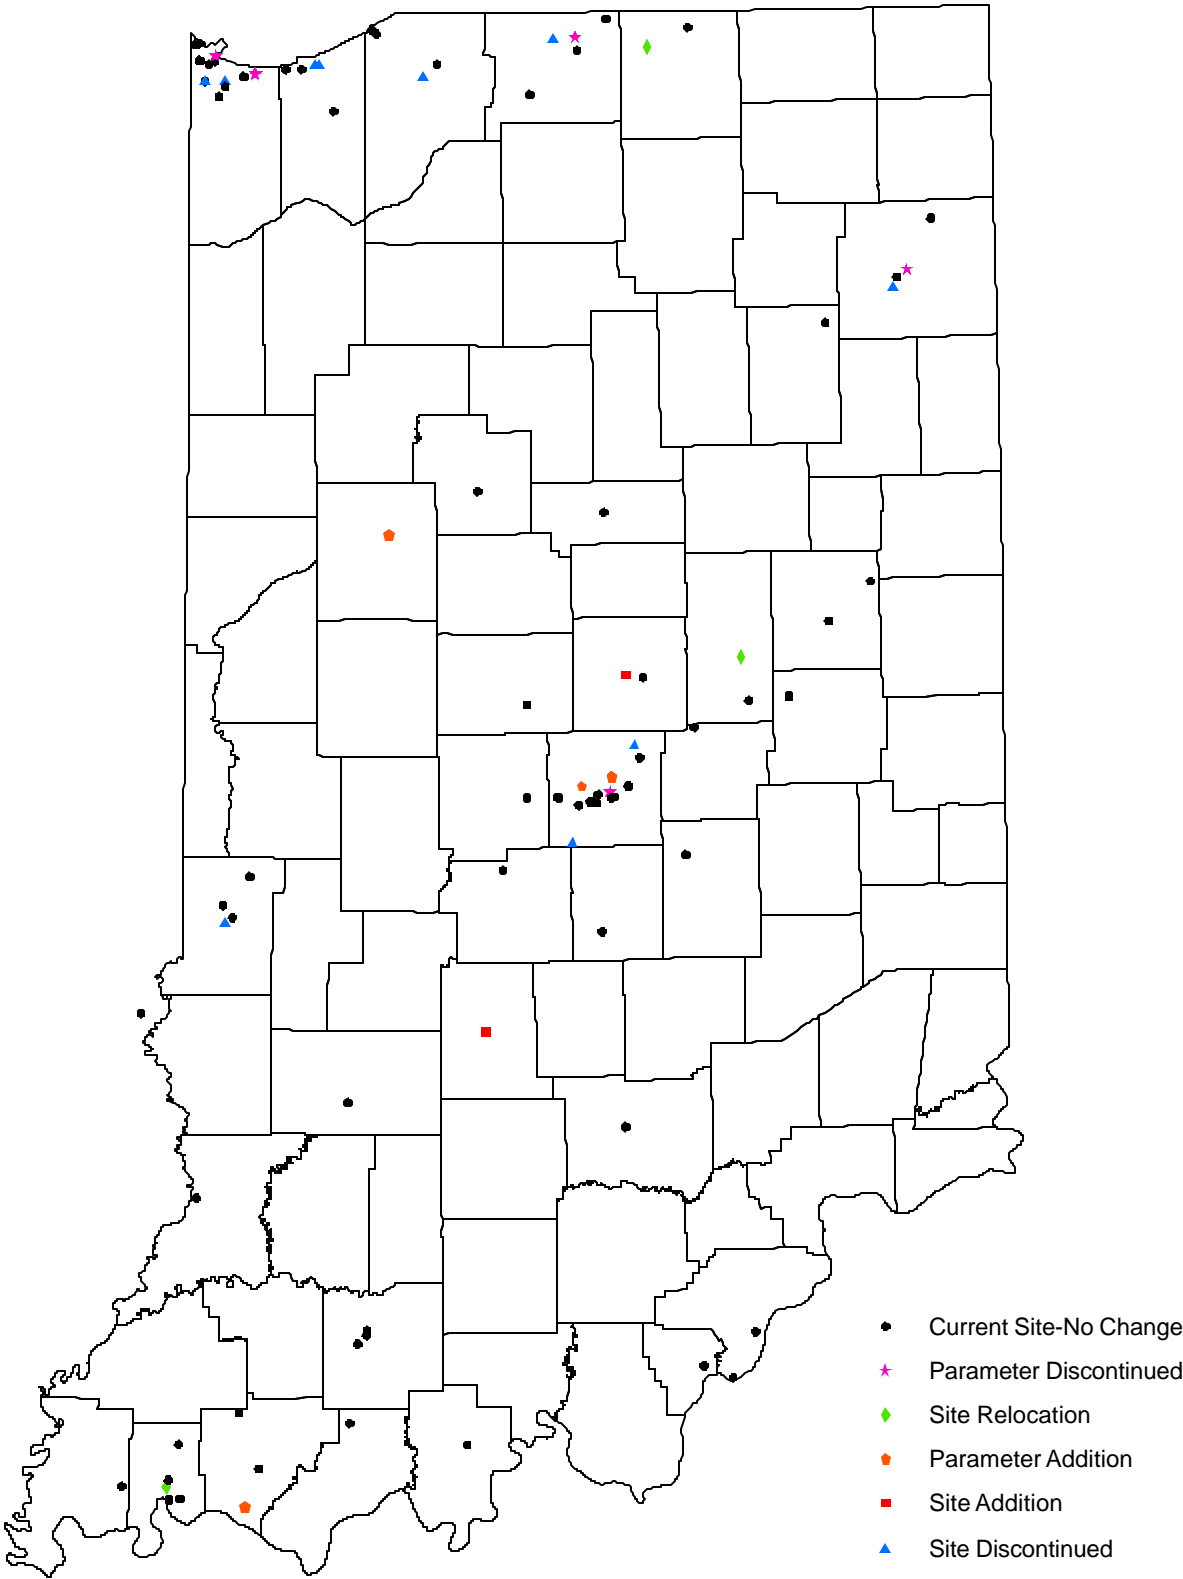 Current Site-No Change
Parameter Discontinued
Site Relocation
Parameter Addition
Site Addition
Site Discontinued